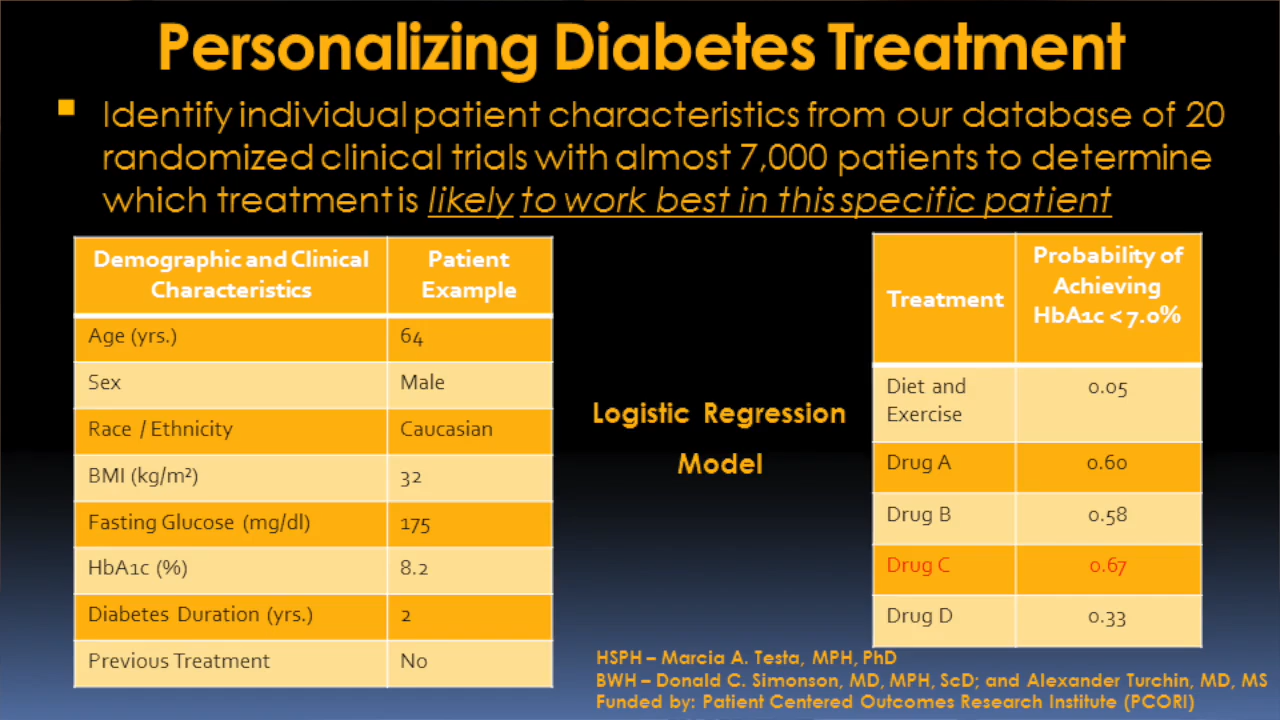 Personalizing Diabetes Treatment
Identify individual patient characteristics from our database of 20
randomized clinical trials with almost 7,000 patients to determine
which treatment is likely to work best in this specific patient
Demographic and Clinical
Characteristics
Patient
Example
Age (yrs.) 64
Sex Male
Race / Ethnicity Caucasian
BMI (kg/m²) 32
Fasting Glucose (mg/dl) 175
HbA1c (%) 8.2
Diabetes Duration (yrs.) 2
Previous Treatment No
Logistic Regression
Model
Treatment
Probability of
Achieving
HbA1c < 7.0%
Diet and
Exercise
0.05
Drug A 0.60
Drug B 0.58
Drug C 0.67
Drug D 0.33
HSPH – Marcia A. Testa, MPH, PhD
BWH – Donald C. Simonson, MD, MPH, ScD; and Alexander Turchin, MD, MS
Funded by: Patient Centered Outcomes Research Institute (PCORI)